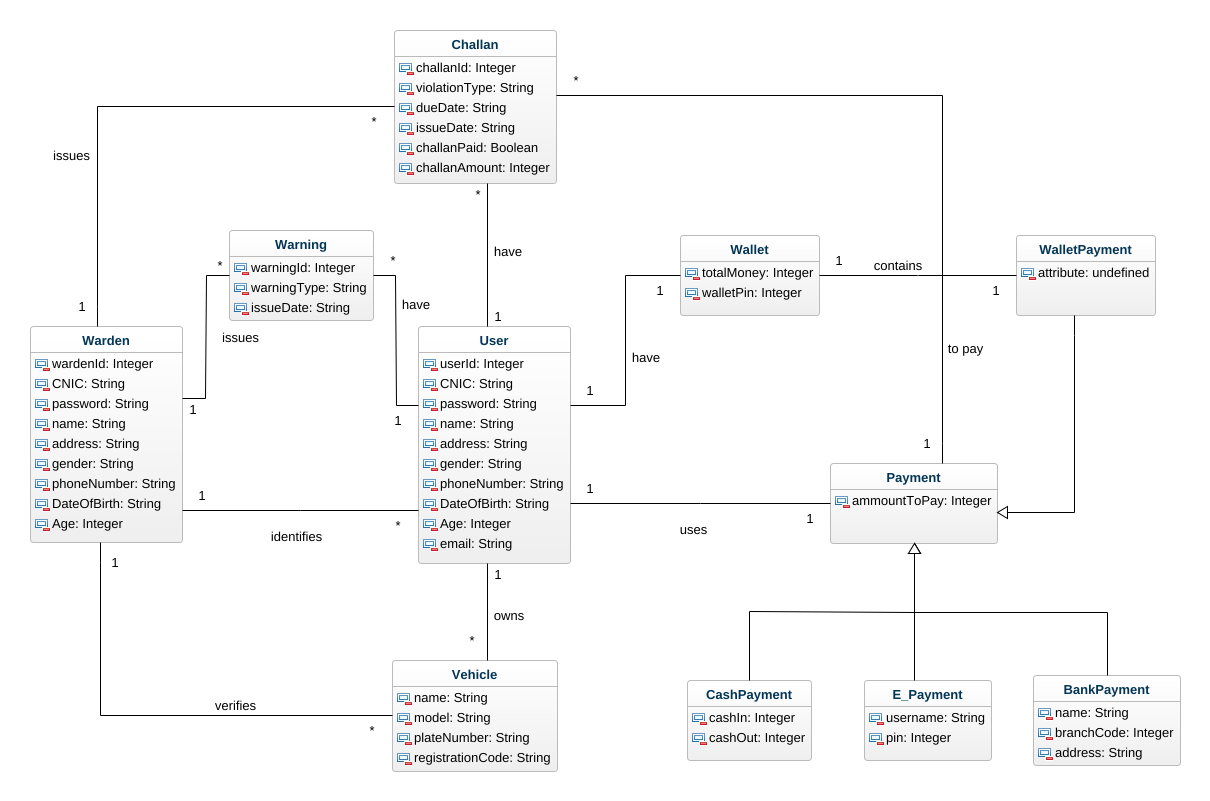 Challan
challanId: Integer
violationType: String
dueDate: String
issueDate: String
challanPaid: Boolean
challanAmount: Integer
*
*
issues
1
*
have
1
Warning
warningId: Integer
warningType: String
issueDate: String
*
*
issues
have
1
1
Wallet
totalMoney: Integer
walletPin: Integer
1
contains
1
WalletPayment
attribute: undefined
1
have
1
to pay
1
Warden
wardenId: Integer
CNIC: String
password: String
name: String
address: String
gender: String
phoneNumber: String
DateOfBirth: String
Age: Integer
User
userId: Integer
CNIC: String
password: String
name: String
address: String
gender: String
phoneNumber: String
DateOfBirth: String
Age: Integer
email: String
1
identifies
*
1
uses
1
Payment
ammountToPay: Integer
1
verifies
*
1
owns
*
Vehicle
name: String
model: String
plateNumber: String
registrationCode: String
CashPayment
cashIn: Integer
cashOut: Integer
E_Payment
username: String
pin: Integer
BankPayment
name: String
branchCode: Integer
address: String